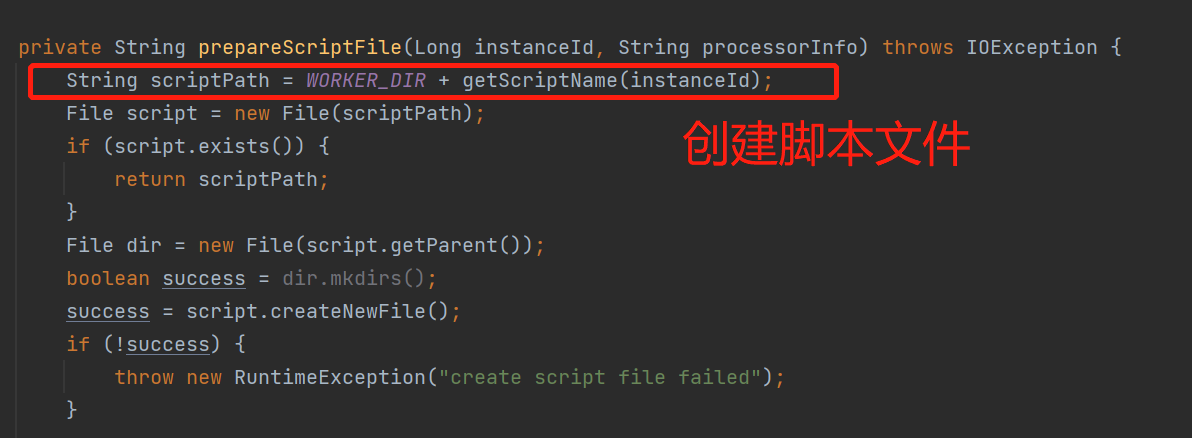 private String prepareScriptFile(Long instanceId, String processorInfo) throws IOException {
String scriptPath = WORKER_DIR + getScriptName(instanceId);
File script = new File(scriptPath);
if (script.exists()) {
return scriptPath;
}
File dir = new File(script.getParent());
boolean success = dir.mkdirs();
success = script.createNewFile();
if (!success) {
throw new RuntimeException("create script file failed");
}
创建脚本文件